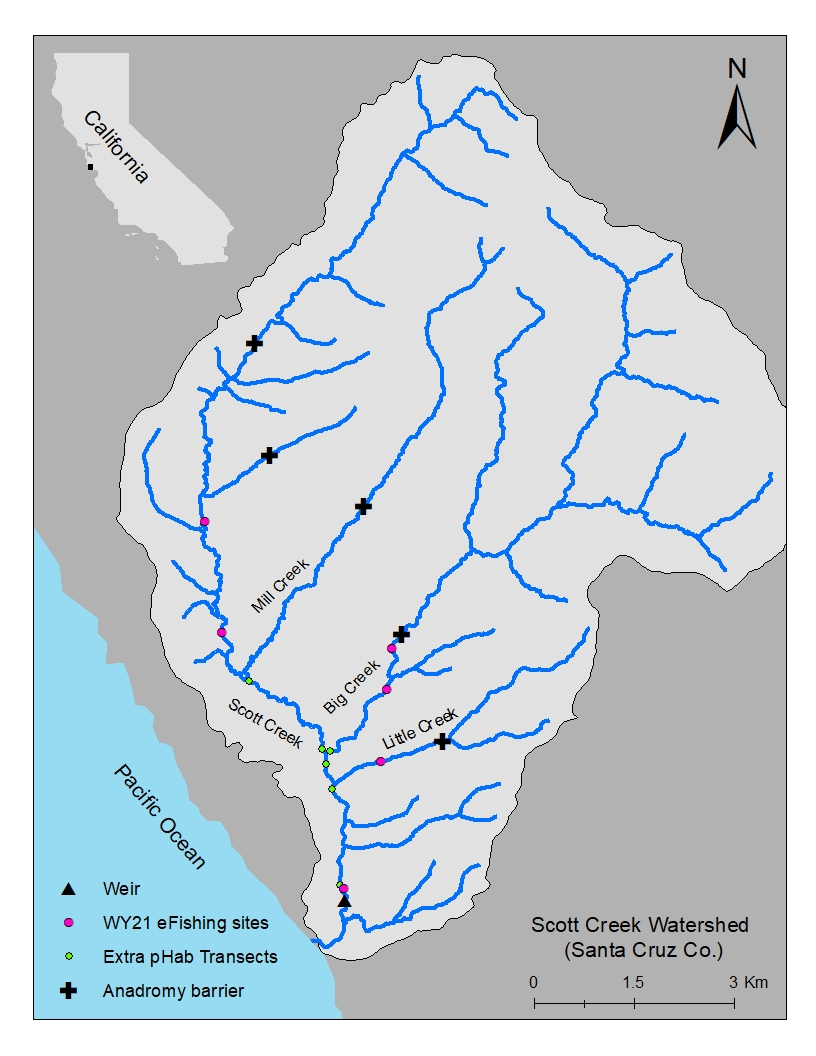 N
California
Mill Creek
Big Creek
Scott Creek
Little Creek
Pacific Ocean
Weir
WY21 eFishing sites
Extra pHab Transects
Anadromy barrier
Scott Creek Watershed
(Santa Cruz Co.)
0 1.5 3 Km